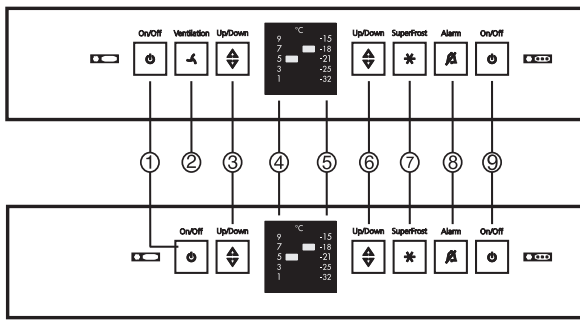 On/Off Ventilation Up/Down Up/Down SuperFrost Alarm On/Off
°C
9 -15
7 -18
5 -21
3 -25
1 -32
1 2 3 4 5 6 7 8 9
On/Off Up/Down Up/Down SuperFrost Alarm On/Off
°C
9 -15
7 -18
5 -21
3 -25
1 -32